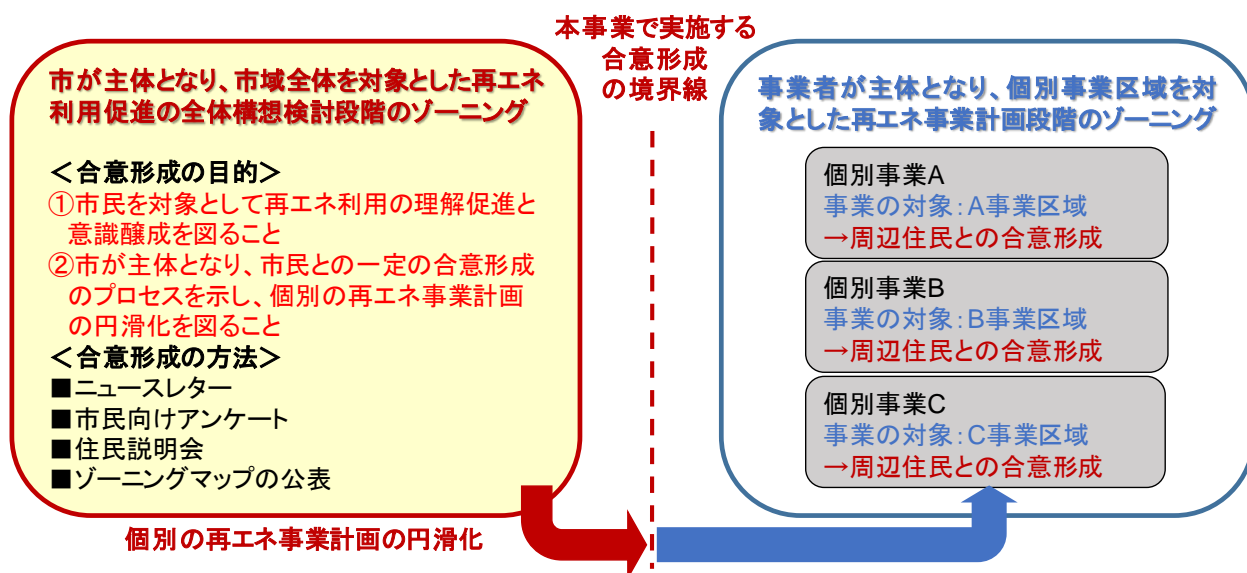 本事業で実施する
合意形成
の境界線
市が主体となり、市域全体を対象とした再エネ
利用促進の全体構想検討段階のゾーニング
＜合意形成の目的＞
①市民を対象として再エネ利用の理解促進と
意識醸成を図ること
②市が主体となり、市民との一定の合意形成
のプロセスを示し、個別の再エネ事業計画
の円滑化を図ること
＜合意形成の方法＞
■ニュースレター
■市民向けアンケート
■住民説明会
■ゾーニングマップの公表
個別の再エネ事業計画の円滑化
事業者が主体となり、個別事業区域を対
象とした再エネ事業計画段階のゾーニング
個別事業A
事業の対象：A事業区域
→周辺住民との合意形成
個別事業B
事業の対象：B事業区域
→周辺住民との合意形成
個別事業C
事業の対象：C事業区域
→周辺住民との合意形成